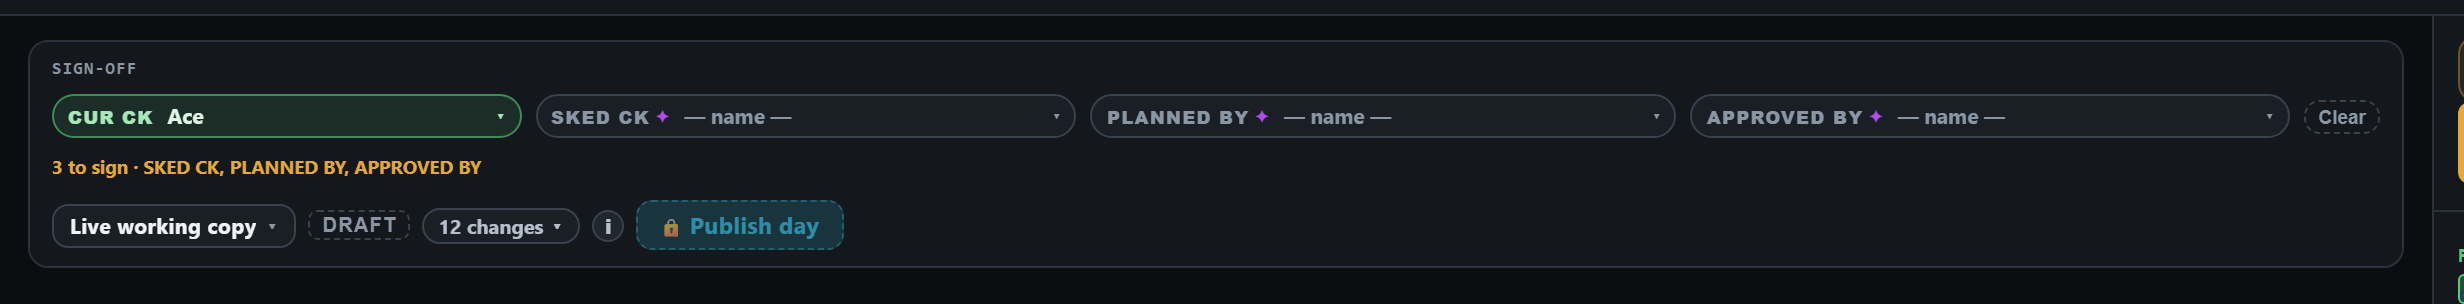 SIGN-OFF
CUR CK Ace SKED CK ✦ — name — PLANNED BY ✦ — name — APPROVED BY ✦ — name — Clear
3 to sign · SKED CK, PLANNED BY, APPROVED BY
Live working copy DRAFT 12 changes i Publish day